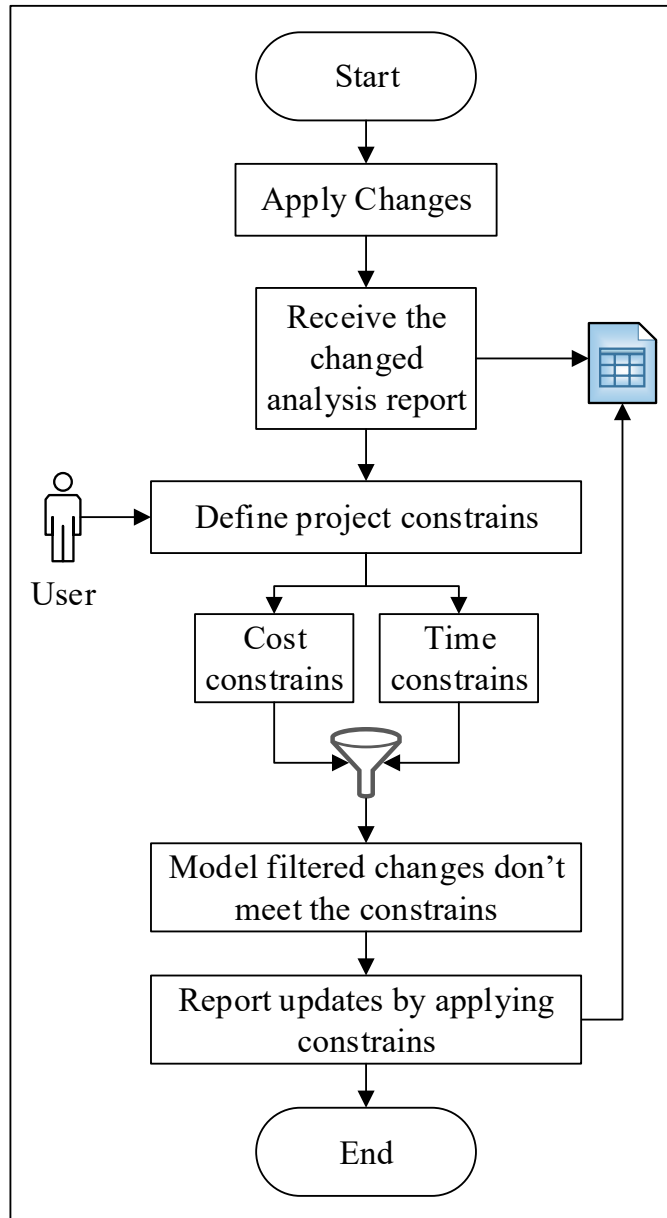 Start
Apply Changes
Receive the
changed
analysis report
Define project constrains
User
Cost
constrains
Time
constrains
Model filtered changes don’t
meet the constrains
Report updates by applying
constrains
End